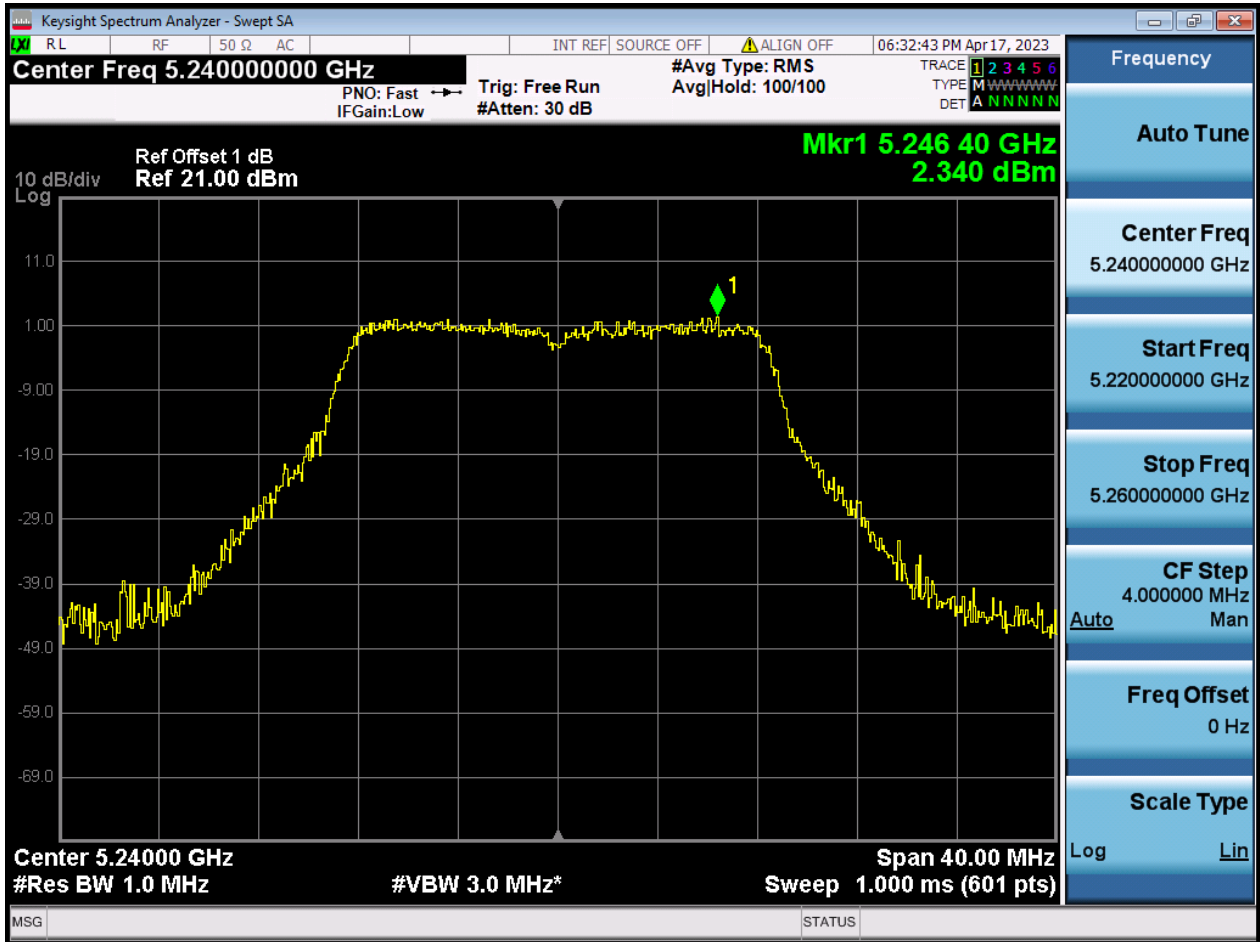 Keysight Spectrum Analyzer - Swept SA
LXI RL RF 50 Ω AC INT REF SOURCE OFF ALIGN OFF 06:32:43 PM Apr 17, 2023
Center Freq 5.240000000 GHz
PNO: Fast
IFGain:Low
Trig: Free Run
#Atten: 30 dB
#Avg Type: RMS
Avg|Hold: 100/100
TRACE 1 2 3 4 5 6
TYPE M WWWWW
DET A N N N N N
Mkr1 5.246 40 GHz
2.340 dBm
Ref Offset 1 dB
10 dB/div Ref 21.00 dBm
Log
1
11.0
1.00
-9.00
-19.0
-29.0
-39.0
-49.0
-59.0
-69.0
Center 5.24000 GHz Span 40.00 MHz
#Res BW 1.0 MHz #VBW 3.0 MHz* Sweep 1.000 ms (601 pts)
MSG STATUS
Frequency
Auto Tune
Center Freq
5.240000000 GHz
Start Freq
5.220000000 GHz
Stop Freq
5.260000000 GHz
CF Step
4.000000 MHz
Auto Man
Freq Offset
0 Hz
Scale Type
Log Lin